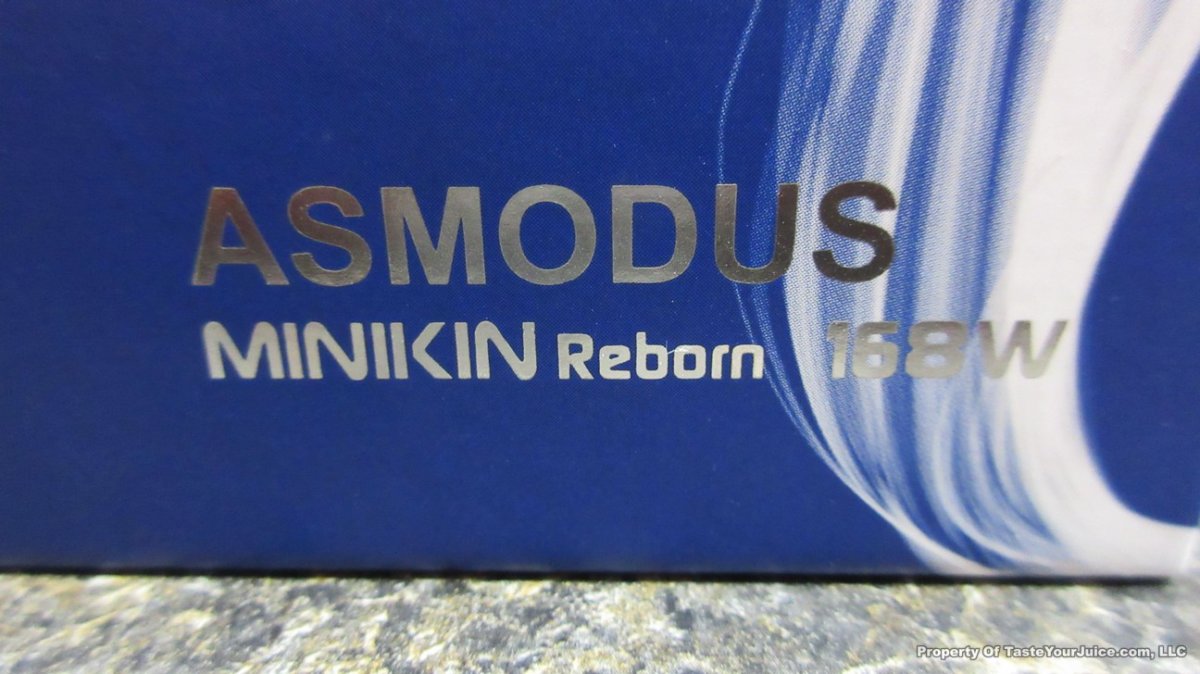 ASMODUS
MINIKIN Reborn 168W
Property Of TasteYourJuice.com, LLC